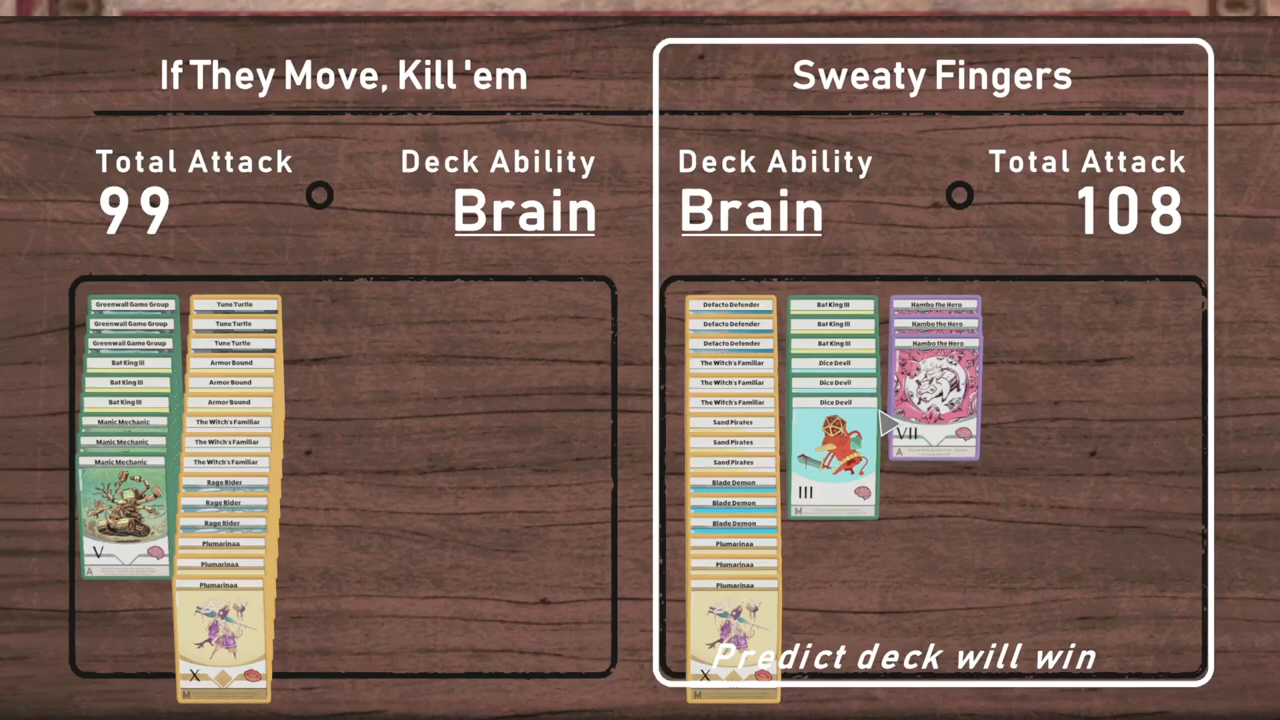 If They Move, Kill 'em
Total Attack
99
Deck Ability
Brain
Greenwall Game Group
Greenwall Game Group
Greenwall Game Group
Bat King III
Bat King III
Bat King III
Manic Mechanic
Manic Mechanic
Manic Mechanic
V
A
Tune Turtle
Tune Turtle
Tune Turtle
Armor Bound
Armor Bound
Armor Bound
The Witch's Familiar
The Witch's Familiar
The Witch's Familiar
Rage Rider
Rage Rider
Rage Rider
Plumarinaa
Plumarinaa
Plumarinaa
X
M
Sweaty Fingers
Deck Ability
Brain
Total Attack
108
Defacto Defender
Defacto Defender
Defacto Defender
The Witch's Familiar
The Witch's Familiar
The Witch's Familiar
Sand Pirates
Sand Pirates
Sand Pirates
Blade Demon
Blade Demon
Blade Demon
Plumarinaa
Plumarinaa
Plumarinaa
X
M
Bat King III
Bat King III
Bat King III
Dice Devil
Dice Devil
Dice Devil
III
M
Hambo the Hero
Hambo the Hero
Hambo the Hero
VII
A
Predict deck will win